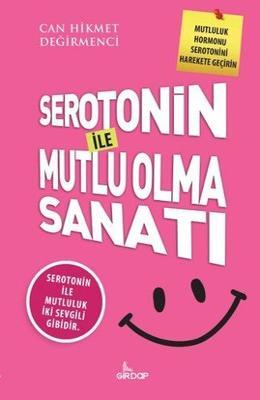 CAN HİKMET
DEĞİRMENCİ
MUTLULUK
HORMONU
SEROTONİNİ
HAREKETE GEÇİRİN
SEROTONİN
İLE
MUTLU OLMA
SANATI
SEROTONİN
İLE
MUTLULUK
İKİ SEVGİLİ
GİBİDİR.
GİRDAP